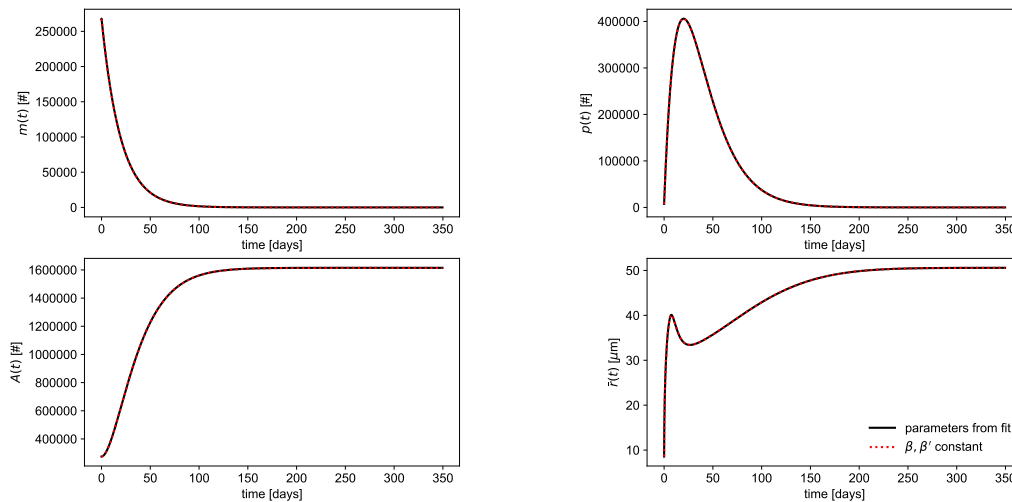 250000
200000
150000
100000
50000
0
m(t) [#]
0 50 100 150 200 250 300 350
time [days]
400000
300000
200000
100000
0
p(t) [#]
0 50 100 150 200 250 300 350
time [days]
1600000
1400000
1200000
1000000
800000
600000
400000
A(t) [#]
0 50 100 150 200 250 300 350
time [days]
50
40
30
20
10
r̄(t) [μm]
parameters from fit
β, β′ constant
0 50 100 150 200 250 300 350
time [days]